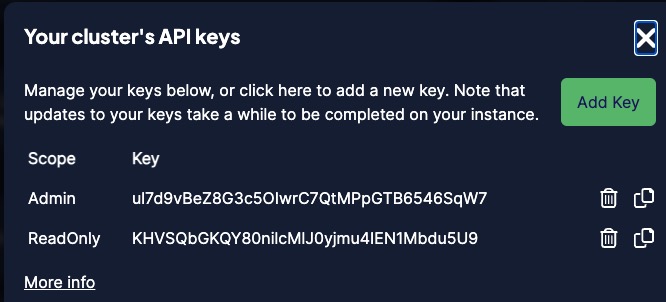 Your cluster's API keys
Manage your keys below, or click here to add a new key. Note that
updates to your keys take a while to be completed on your instance.
Add Key
Scope Key
Admin ul7d9vBeZ8G3c5OIwrC7QtMPpGTB6546SqW7
ReadOnly KHVSQbGKQY80nilcMlJ0yjmu4lEN1Mbdu5U9
More info